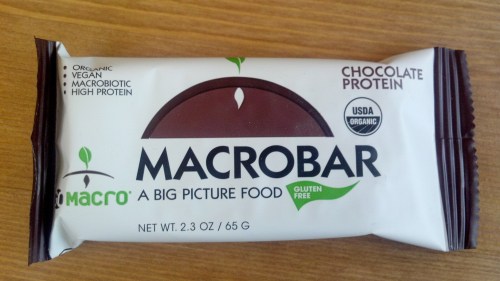 • ORGANIC
• VEGAN
• MACROBIOTIC
• HIGH PROTEIN
CHOCOLATE
PROTEIN
USDA
ORGANIC
MACROBAR
GO MACRO®
A BIG PICTURE FOOD
GLUTEN
FREE
NET WT. 2.3 OZ / 65 G